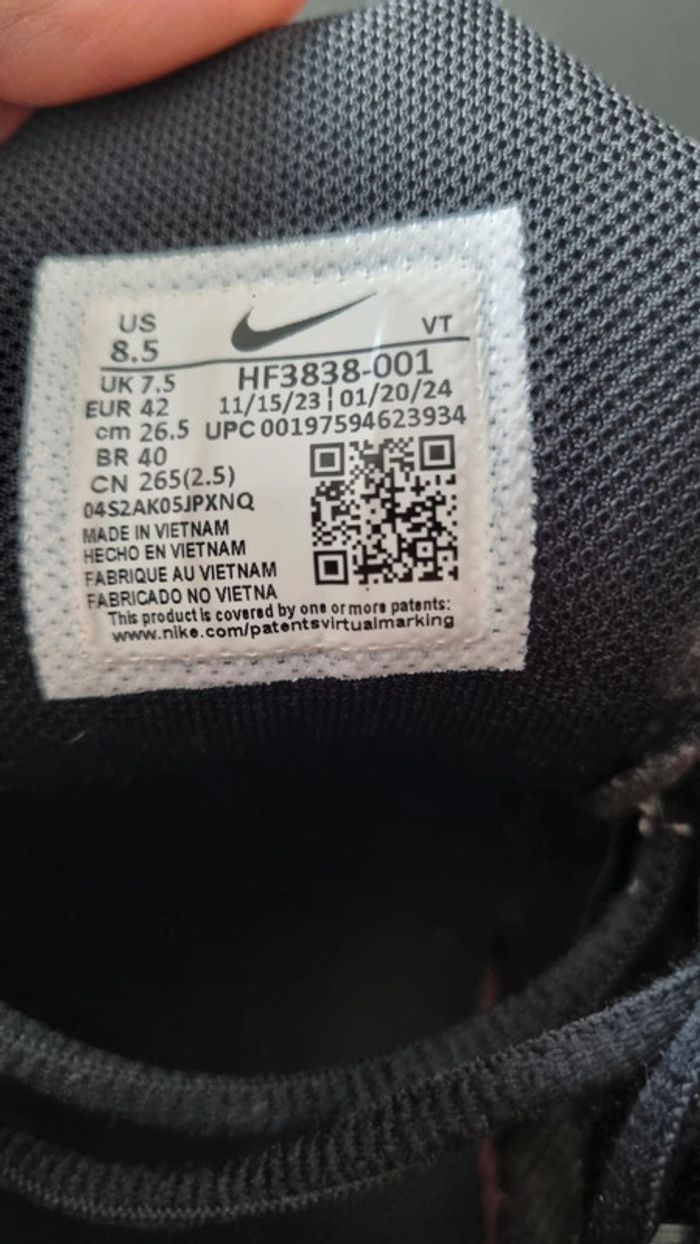 US
8.5
VT
UK 7.5
HF3838-001
EUR 42
11/15/23 | 01/20/24
cm 26.5
UPC 00197594623934
BR 40
CN 265(2.5)
04S2AK05JPXNQ
MADE IN VIETNAM
HECHO EN VIETNAM
FABRIQUE AU VIETNAM
FABRICADO NO VIETNA
This product is covered by one or more patents:
www.nike.com/patentsvirtualmarking